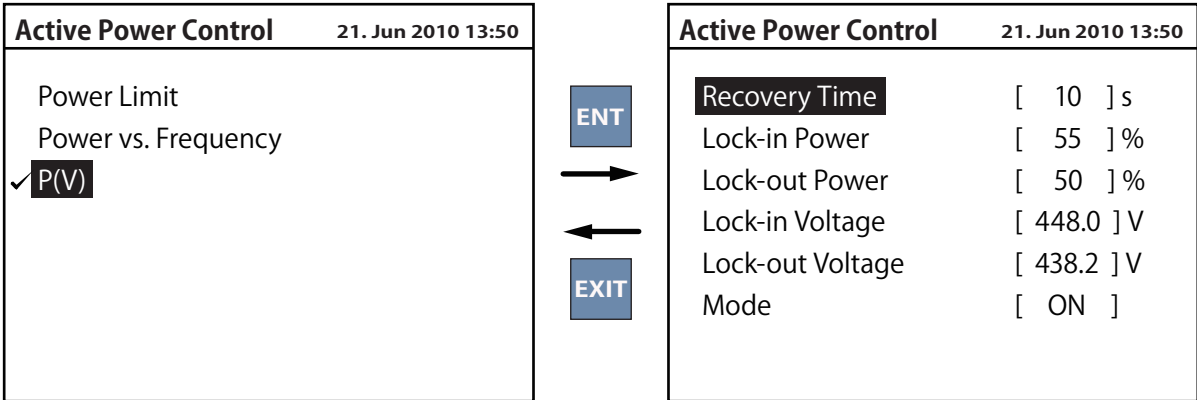 Active Power Control 21. Jun 2010 13:50
Power Limit
Power vs. Frequency
P(V)
ENT
EXIT
Active Power Control 21. Jun 2010 13:50
Recovery Time [ 10 ] s
Lock-in Power [ 55 ] %
Lock-out Power [ 50 ] %
Lock-in Voltage [ 448.0 ] V
Lock-out Voltage [ 438.2 ] V
Mode [ ON ]